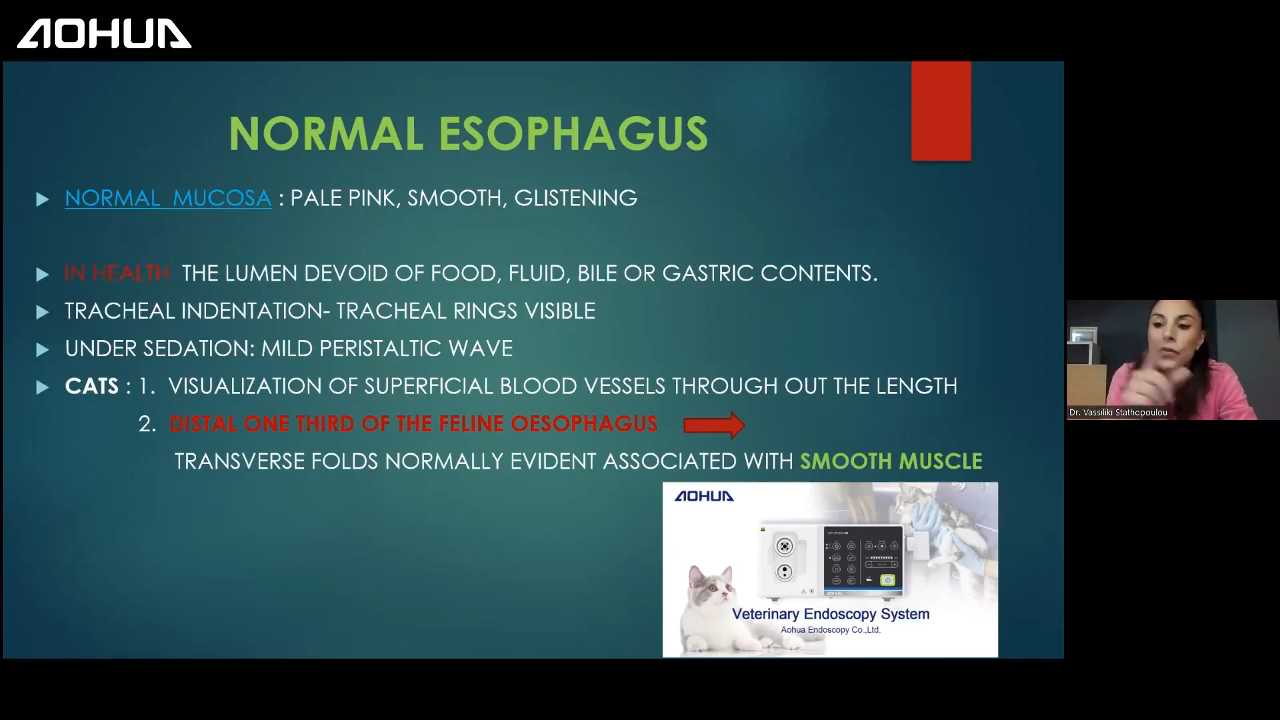 AOHUA
NORMAL ESOPHAGUS
NORMAL MUCOSA : PALE PINK, SMOOTH, GLISTENING
IN HEALTH THE LUMEN DEVOID OF FOOD, FLUID, BILE OR GASTRIC CONTENTS.
TRACHEAL INDENTATION- TRACHEAL RINGS VISIBLE
UNDER SEDATION: MILD PERISTALTIC WAVE
CATS : 1. VISUALIZATION OF SUPERFICIAL BLOOD VESSELS THROUGH OUT THE LENGTH
2. DISTAL ONE THIRD OF THE FELINE OESOPHAGUS
TRANSVERSE FOLDS NORMALLY EVIDENT ASSOCIATED WITH SMOOTH MUSCLE
AOHUA
Veterinary Endoscopy System
Aohua Endoscopy Co.,Ltd.
Dr. Vassiliki Stathopoulou